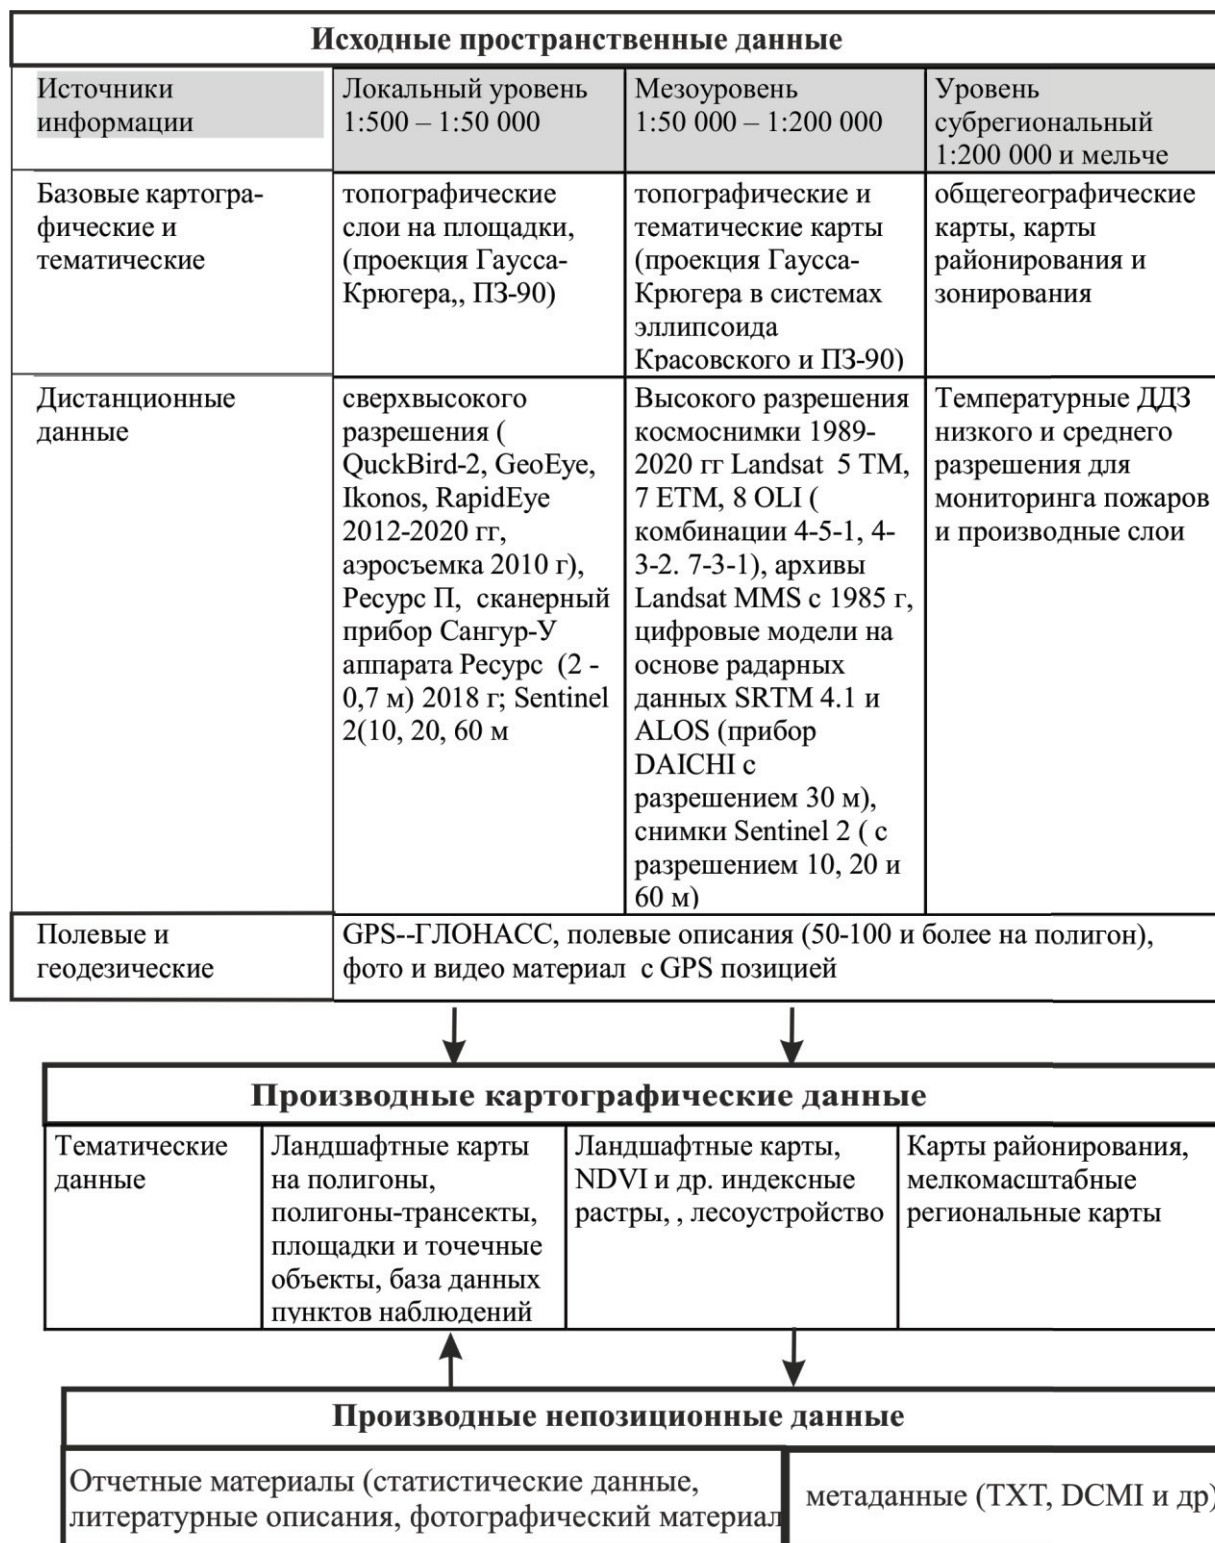 Исходные пространственные данные
Источники
информации
Локальный уровень
1:500 – 1:50 000
Мезоуровень
1:50 000 – 1:200 000
Уровень
субрегиональный
1:200 000 и мельче
Базовые картогра-
фические и
тематические
топографические
слои на площадки,
(проекция Гаусса-
Крюгера,, ПЗ-90)
топографические и
тематические карты
(проекция Гаусса-
Крюгера в системах
эллипсоида
Красовского и ПЗ-90)
общегеографические
карты, карты
районирования и
зонирования
Дистанционные
данные
сверхвысокого
разрешения (
QuckBird-2, GeoEye,
Ikonos, RapidEye
2012-2020 гг,
аэросъемка 2010 г),
Ресурс П,  сканерный
прибор Сангур-У
аппарата Ресурс  (2 -
0,7 м) 2018 г; Sentinel
2(10, 20, 60 м
Высокого разрешения
космоснимки 1989-
2020 гг Landsat  5 TM,
7 ETM, 8 OLI (
комбинации 4-5-1, 4-
3-2. 7-3-1), архивы
Landsat MMS с 1985 г,
цифровые модели на
основе радарных
данных SRTM 4.1 и
ALOS (прибор
DAICHI с
разрешением 30 м),
снимки Sentinel 2 ( с
разрешением 10, 20 и
60 м)
Температурные ДДЗ
низкого и среднего
разрешения для
мониторинга пожаров
и производные слои
Полевые и
геодезические
GPS--ГЛОНАСС, полевые описания (50-100 и более на полигон),
фото и видео материал  с GPS позицией
Производные картографические данные
Тематические
данные
Ландшафтные карты
на полигоны,
полигоны-трансекты,
площадки и точечные
объекты, база данных
пунктов наблюдений
Ландшафтные карты,
NDVI и др. индексные
растры, , лесоустройство
Карты районирования,
мелкомасштабные
региональные карты
Производные непозиционные данные
Отчетные материалы (статистические данные,
литературные описания, фотографический материал
метаданные (TXT, DCMI и др)